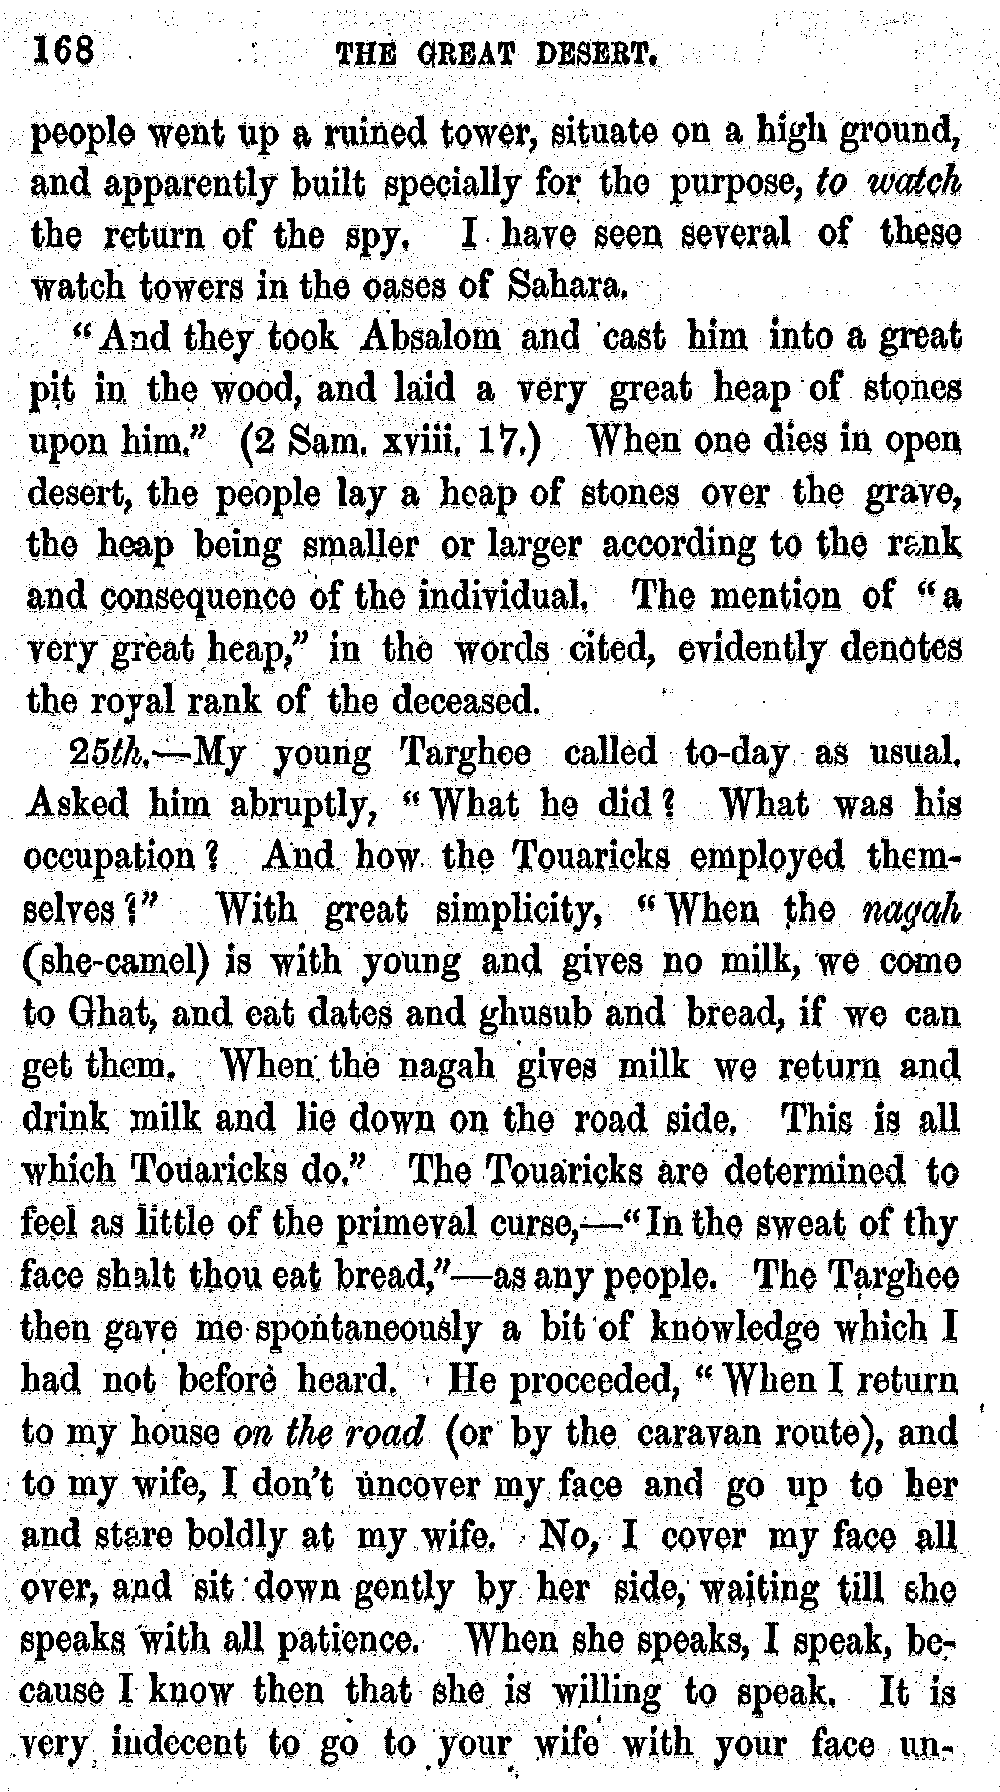 168 THE GREAT DESERT.
people went up a ruined tower, situate on a high ground,
and apparently built specially for the purpose, to watch
the return of the spy. I have seen several of these
watch towers in the oases of Sahara.
"And they took Absalom and cast him into a great
pit in the wood, and laid a very great heap of stones
upon him." (2 Sam. xviii. 17.) When one dies in open
desert, the people lay a heap of stones over the grave,
the heap being smaller or larger according to the rank
and consequence of the individual. The mention of "a
very great heap," in the words cited, evidently denotes
the royal rank of the deceased.
25th.—My young Targhee called to-day as usual.
Asked him abruptly, "What he did? What was his
occupation? And how the Touaricks employed them-
selves?" With great simplicity, "When the nagah
(she-camel) is with young and gives no milk, we come
to Ghat, and eat dates and ghusub and bread, if we can
get them. When the nagah gives milk we return and
drink milk and lie down on the road side. This is all
which Touaricks do." The Touaricks are determined to
feel as little of the primeval curse,—"In the sweat of thy
face shalt thou eat bread,"—as any people. The Targhee
then gave me spontaneously a bit of knowledge which I
had not before heard. He proceeded, "When I return
to my house on the road (or by the caravan route), and
to my wife, I don't uncover my face and go up to her
and stare boldly at my wife. No, I cover my face all
over, and sit down gently by her side, waiting till she
speaks with all patience. When she speaks, I speak, be-
cause I know then that she is willing to speak. It is
very indecent to go to your wife with your face un-